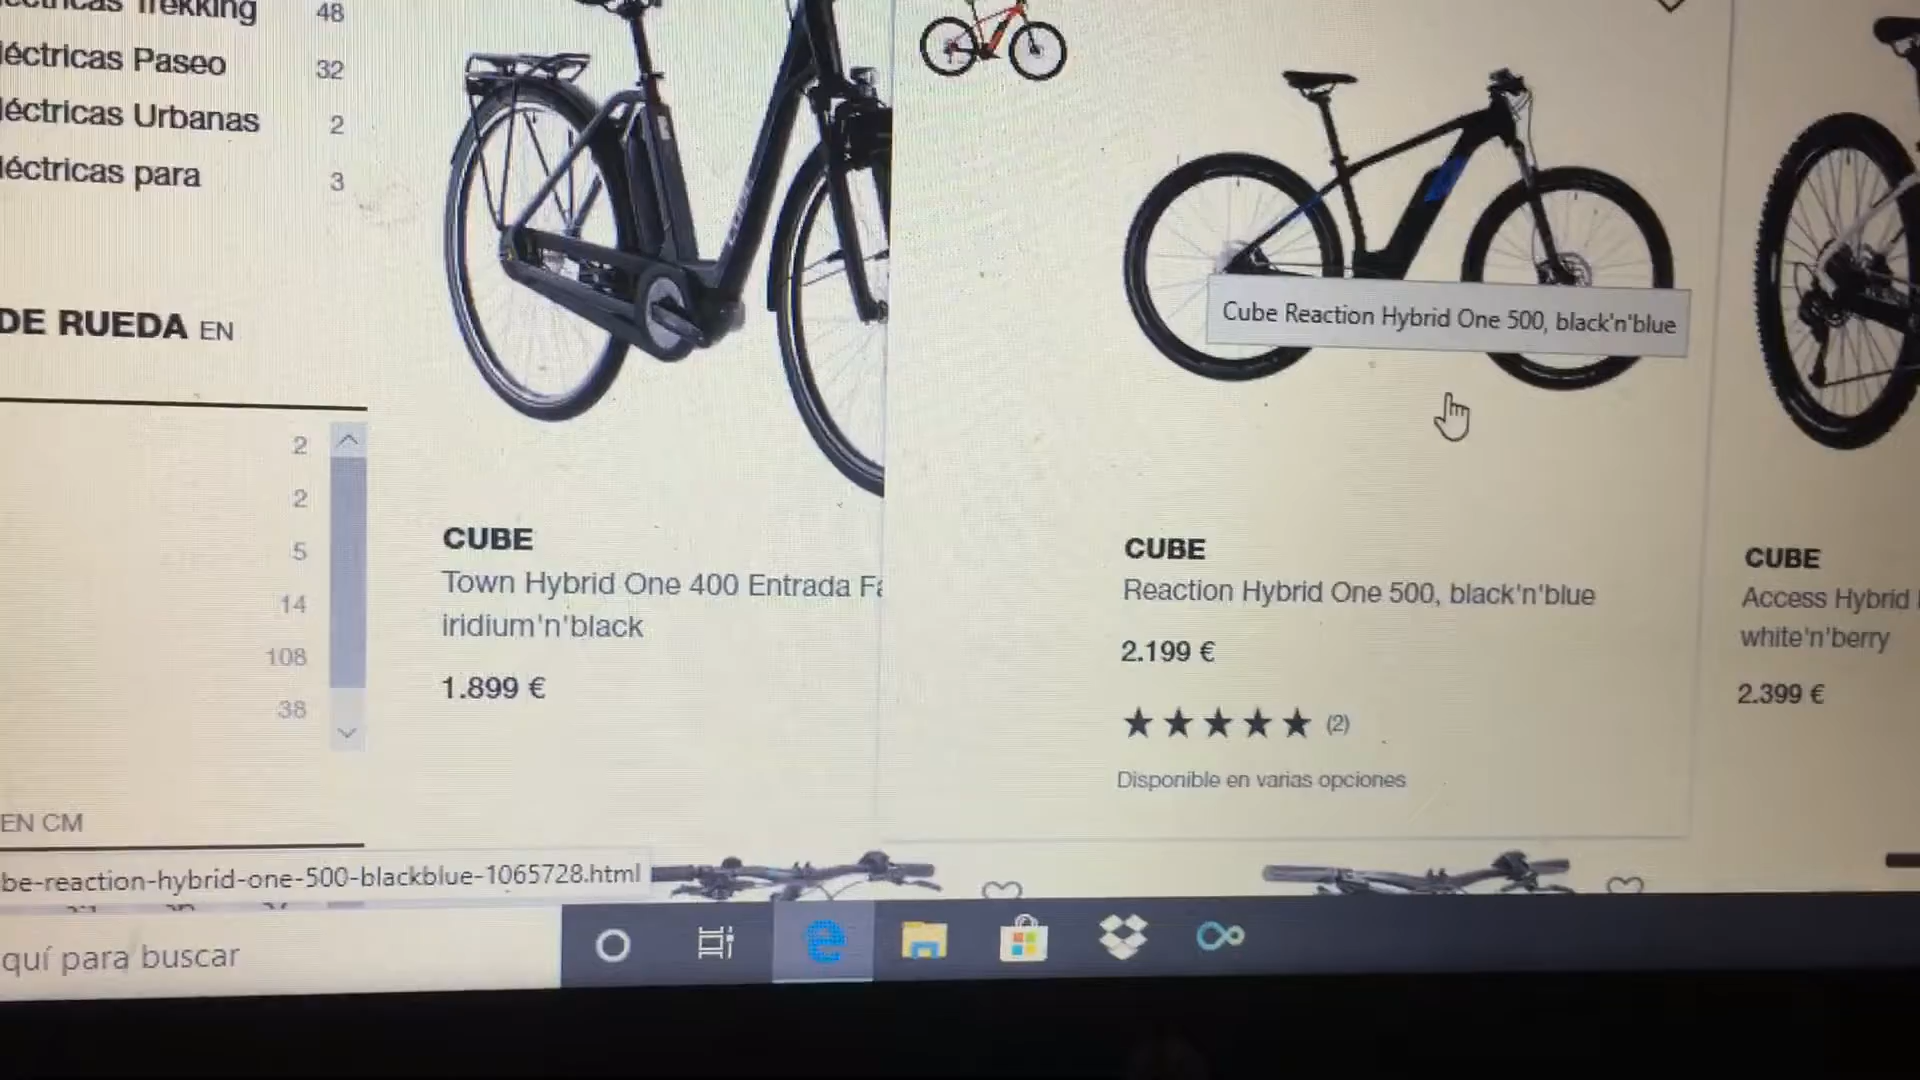 Trekking 48
léctricas Paseo 32
léctricas Urbanas 2
léctricas para 3
DE RUEDA EN
2
2
5
14
108
38
EN CM
CUBE
Town Hybrid One 400 Entrada
iridium'n'black
1.899 €
Cube Reaction Hybrid One 500, black'n'blue
CUBE
Reaction Hybrid One 500, black'n'blue
2.199 €
(2)
Disponible en varias opciones
CUBE
Access Hybrid
white'n'berry
2.399 €
be-reaction-hybrid-one-500-blackblue-1065728.html
quí para buscar